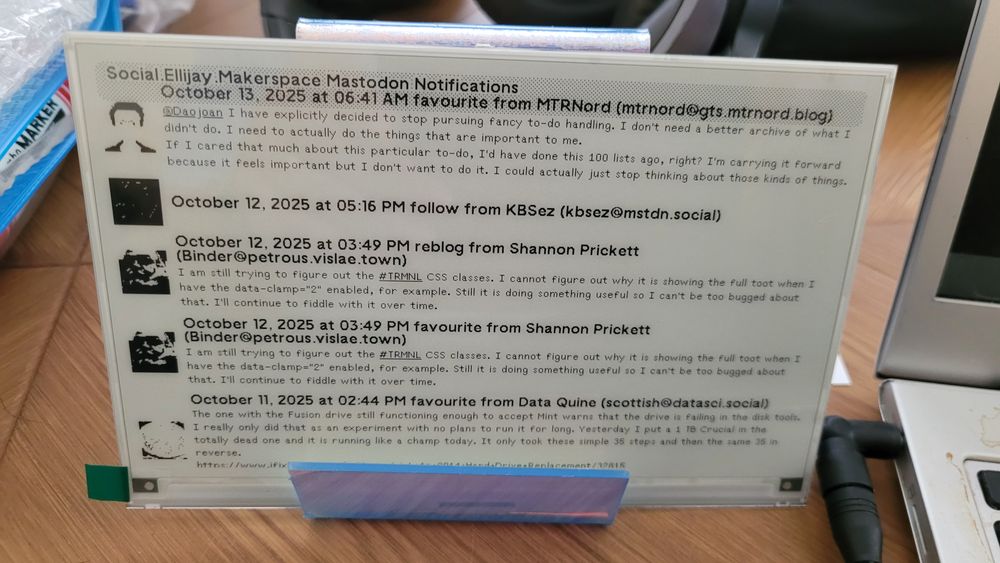 Social.Ellijay.Makerspace Mastodon Notifications
October 13, 2025 at 06:41 AM favourite from MTRNord (mtrnord@gts.mtrnord.blog)
@Daojoan I have explicitly decided to stop pursuing fancy to-do handling. I don't need a better archive of what I
didn't do. I need to actually do the things that are important to me.
If I cared that much about this particular to-do, I'd have done this 100 lists ago, right? I'm carrying it forward
because it feels important but I don't want to do it. I could actually just stop thinking about those kinds of things.
October 12, 2025 at 05:16 PM follow from KBSez (kbsez@mstdn.social)
October 12, 2025 at 03:49 PM reblog from Shannon Prickett
(Binder@petrous.vislae.town)
I am still trying to figure out the #TRMNL CSS classes. I cannot figure out why it is showing the full toot when I
have the data-clamp="2" enabled, for example. Still it is doing something useful so I can't be too bugged about
that. I'll continue to fiddle with it over time.
October 12, 2025 at 03:49 PM favourite from Shannon Prickett
(Binder@petrous.vislae.town)
I am still trying to figure out the #TRMNL CSS classes. I cannot figure out why it is showing the full toot when I
have the data-clamp="2" enabled, for example. Still it is doing something useful so I can't be too bugged about
that. I'll continue to fiddle with it over time.
October 11, 2025 at 02:44 PM favourite from Data Quine (scottish@datasci.social)
The one with the Fusion drive still functioning enough to accept Mint warns that the drive is failing in the disk tools.
I really only did that as an experiment with no plans to run it for long. Yesterday I put a 1 TB Crucial in the
totally dead one and it is running like a champ today. It only took these simple 36 steps and then the same 36 in
reverse.
MARKER